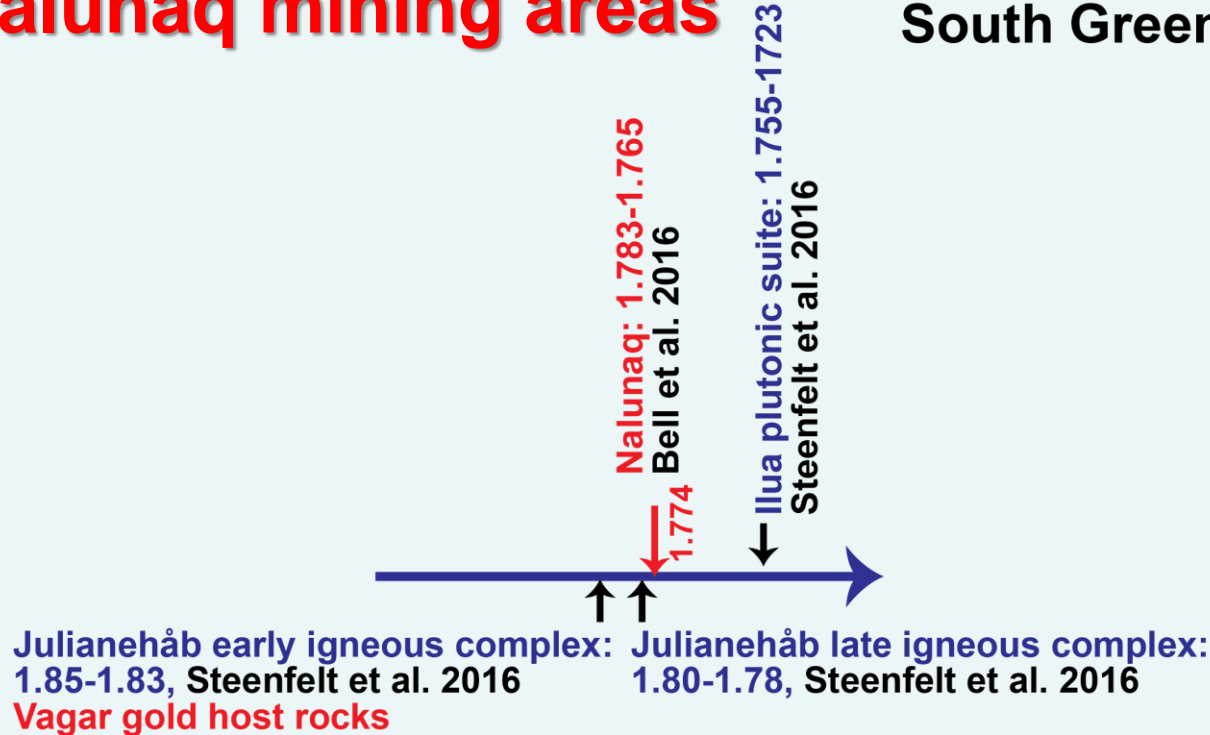 alunaq mining areas
South Green
Nalunaq: 1.783-1.765
Bell et al. 2016
1.774
Ilua plutonic suite: 1.755-1723
Steenfelt et al. 2016
Julianehåb early igneous complex:
1.85-1.83, Steenfelt et al. 2016
Vagar gold host rocks
Julianehåb late igneous complex:
1.80-1.78, Steenfelt et al. 2016